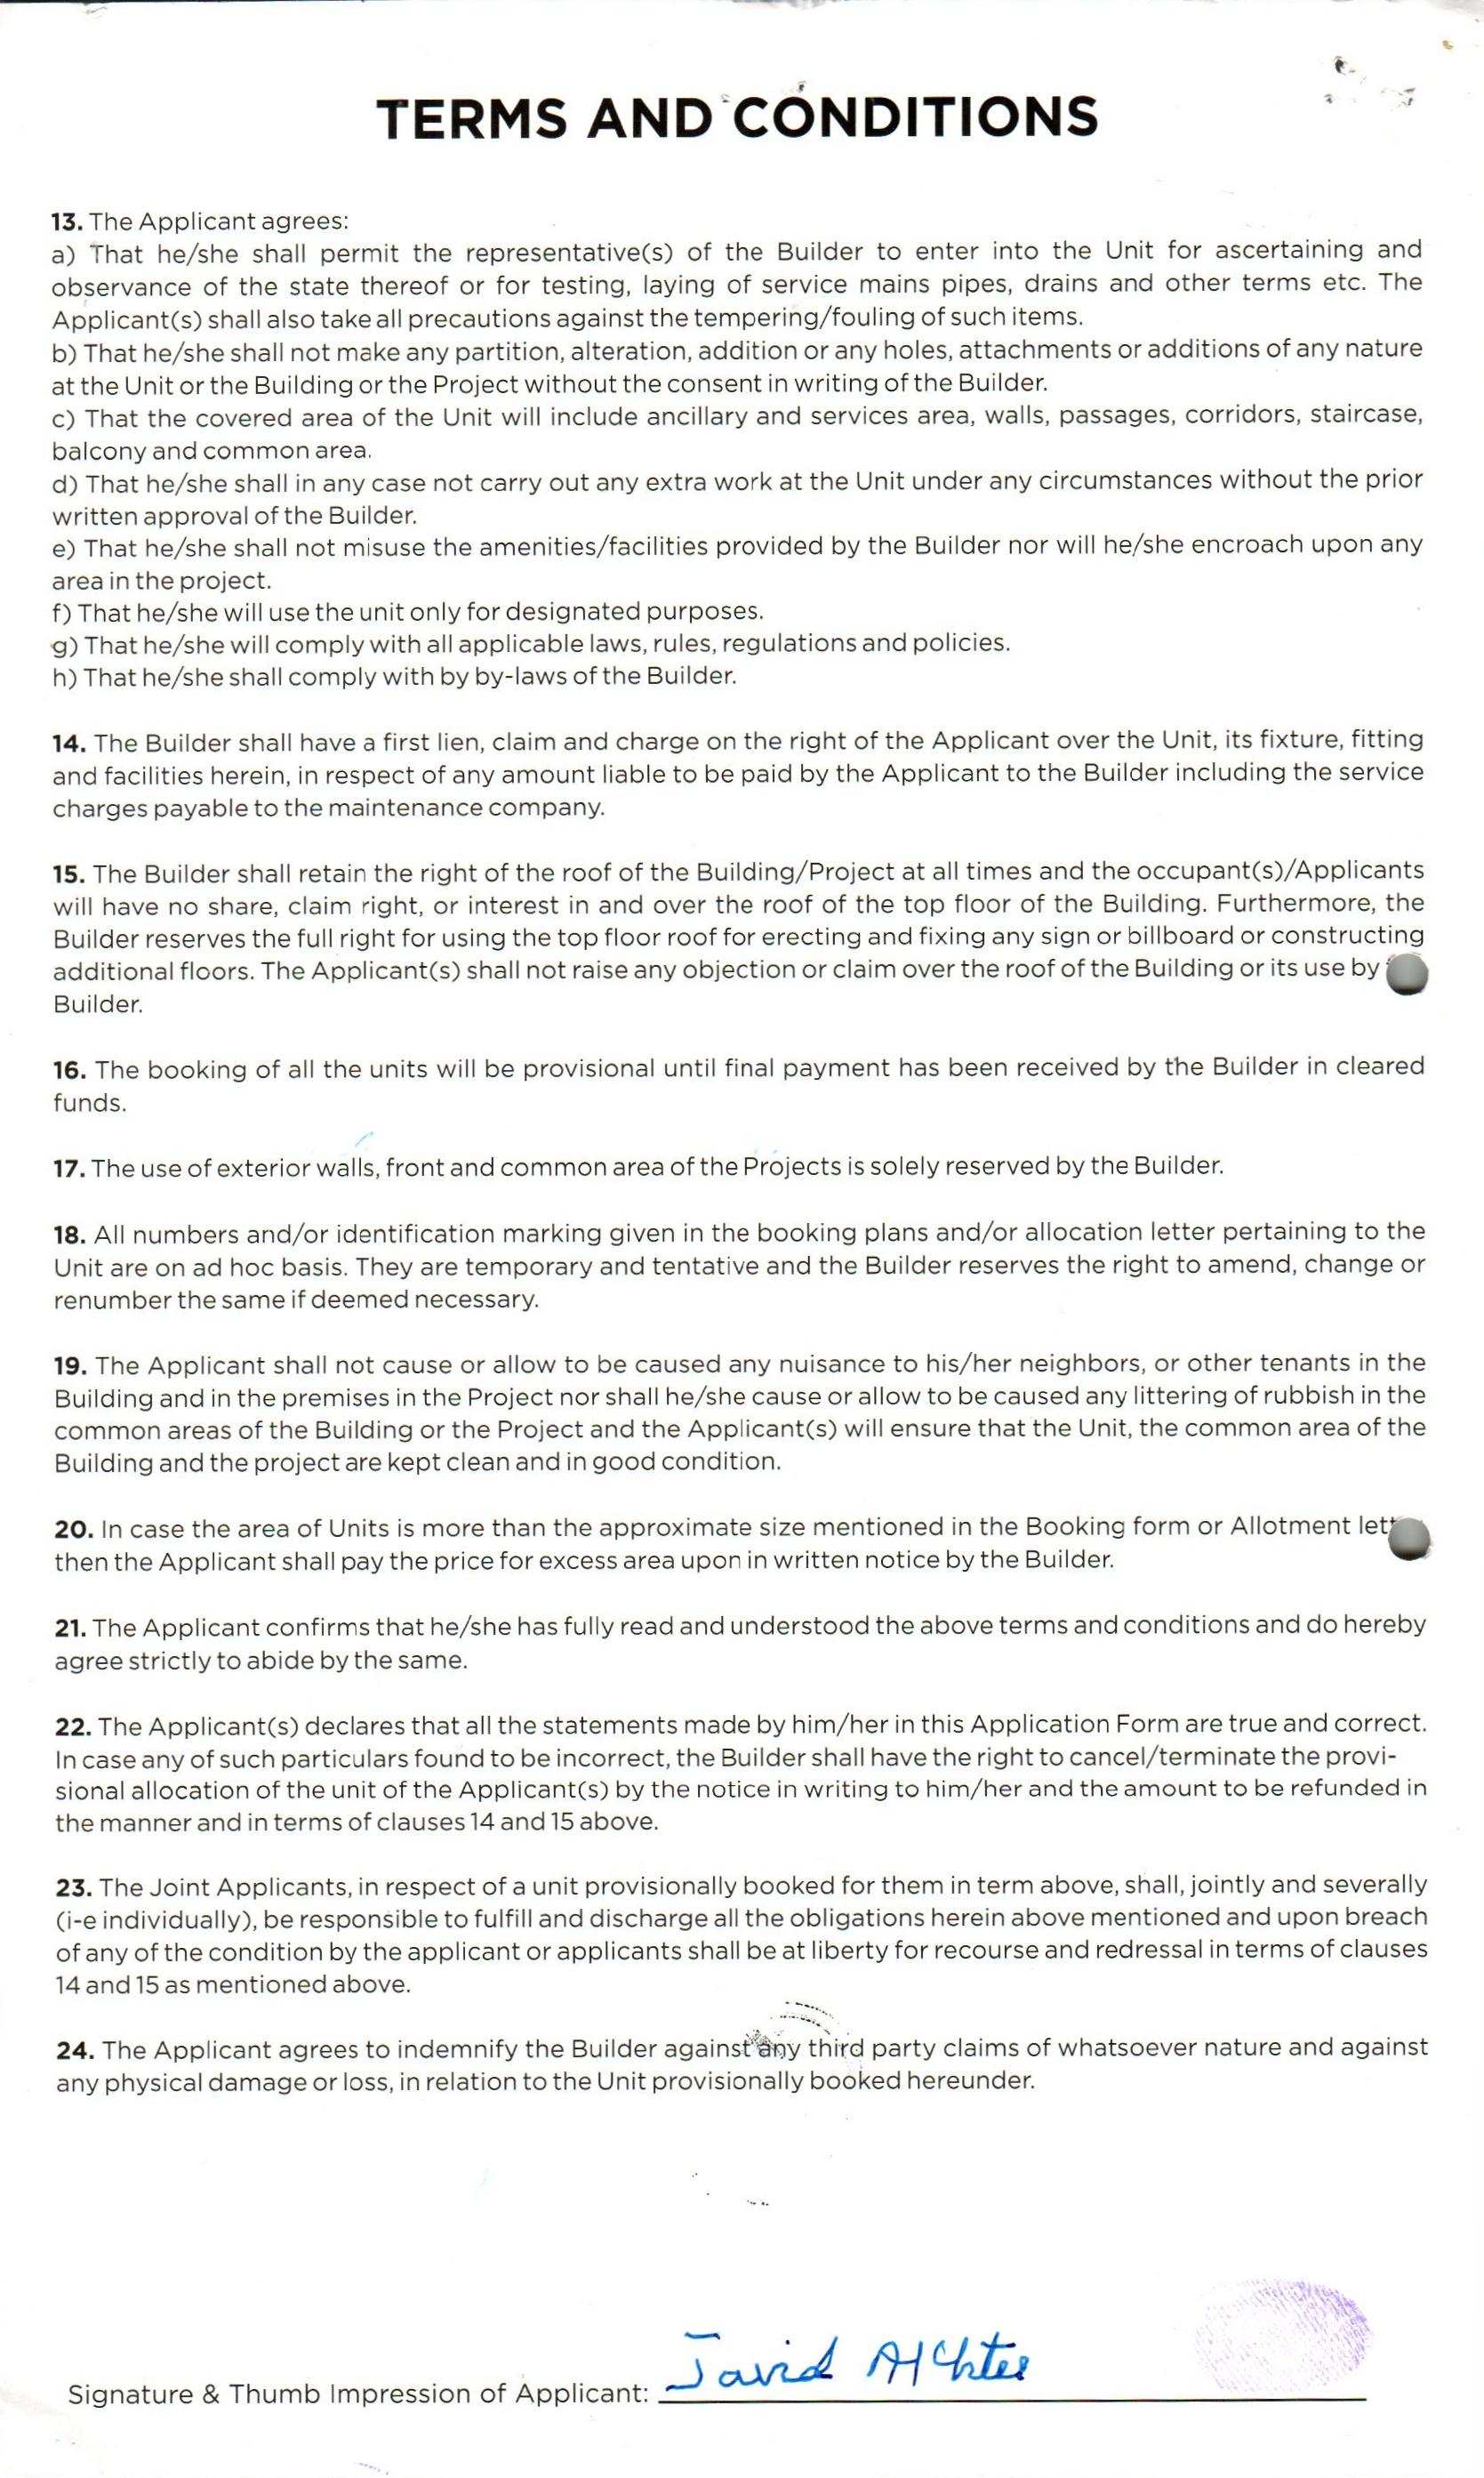 TERMS AND CONDITIONS
13. The Applicant agrees:
a) That he/she shall permit the representative(s) of the Builder to enter into the Unit for ascertaining and
observance of the state thereof or for testing, laying of service mains pipes, drains and other terms etc. The
Applicant(s) shall also take all precautions against the tempering/fouling of such items.
b) That he/she shall not make any partition, alteration, addition or any holes, attachments or additions of any nature
at the Unit or the Building or the Project without the consent in writing of the Builder.
c) That the covered area of the Unit will include ancillary and services area, walls, passages, corridors, staircase,
balcony and common area.
d) That he/she shall in any case not carry out any extra work at the Unit under any circumstances without the prior
written approval of the Builder.
e) That he/she shall not misuse the amenities/facilities provided by the Builder nor will he/she encroach upon any
area in the project.
f) That he/she will use the unit only for designated purposes.
g) That he/she will comply with all applicable laws, rules, regulations and policies.
h) That he/she shall comply with by by-laws of the Builder.
14. The Builder shall have a first lien, claim and charge on the right of the Applicant over the Unit, its fixture, fitting
and facilities herein, in respect of any amount liable to be paid by the Applicant to the Builder including the service
charges payable to the maintenance company.
15. The Builder shall retain the right of the roof of the Building/Project at all times and the occupant(s)/Applicants
will have no share, claim right, or interest in and over the roof of the top floor of the Building. Furthermore, the
Builder reserves the full right for using the top floor roof for erecting and fixing any sign or billboard or constructing
additional floors. The Applicant(s) shall not raise any objection or claim over the roof of the Building or its use by
Builder.
16. The booking of all the units will be provisional until final payment has been received by the Builder in cleared
funds.
17. The use of exterior walls, front and common area of the Projects is solely reserved by the Builder.
18. All numbers and/or identification marking given in the booking plans and/or allocation letter pertaining to the
Unit are on ad hoc basis. They are temporary and tentative and the Builder reserves the right to amend, change or
renumber the same if deemed necessary.
19. The Applicant shall not cause or allow to be caused any nuisance to his/her neighbors, or other tenants in the
Building and in the premises in the Project nor shall he/she cause or allow to be caused any littering of rubbish in the
common areas of the Building or the Project and the Applicant(s) will ensure that the Unit, the common area of the
Building and the project are kept clean and in good condition.
20. In case the area of Units is more than the approximate size mentioned in the Booking form or Allotment
then the Applicant shall pay the price for excess area upon in written notice by the Builder.
21. The Applicant confirms that he/she has fully read and understood the above terms and conditions and do hereby
agree strictly to abide by the same.
22. The Applicant(s) declares that all the statements made by him/her in this Application Form are true and correct.
In case any of such particulars found to be incorrect, the Builder shall have the right to cancel/terminate the provi-
sional allocation of the unit of the Applicant(s) by the notice in writing to him/her and the amount to be refunded in
the manner and in terms of clauses 14 and 15 above.
23. The Joint Applicants, in respect of a unit provisionally booked for them in term above, shall, jointly and severally
(i-e individually), be responsible to fulfill and discharge all the obligations herein above mentioned and upon breach
of any of the condition by the applicant or applicants shall be at liberty for recourse and redressal in terms of clauses
14 and 15 as mentioned above.
24. The Applicant agrees to indemnify the Builder against any third party claims of whatsoever nature and against
any physical damage or loss, in relation to the Unit provisionally booked hereunder.
Signature & Thumb Impression of Applicant: Javid